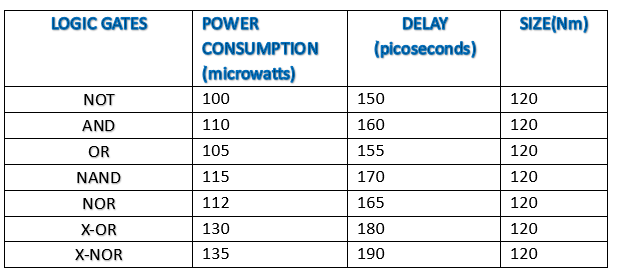 LOGIC GATES POWER CONSUMPTION (microwatts) DELAY (picoseconds) SIZE(Nm)
NOT 100 150 120
AND 110 160 120
OR 105 155 120
NAND 115 170 120
NOR 112 165 120
X-OR 130 180 120
X-NOR 135 190 120